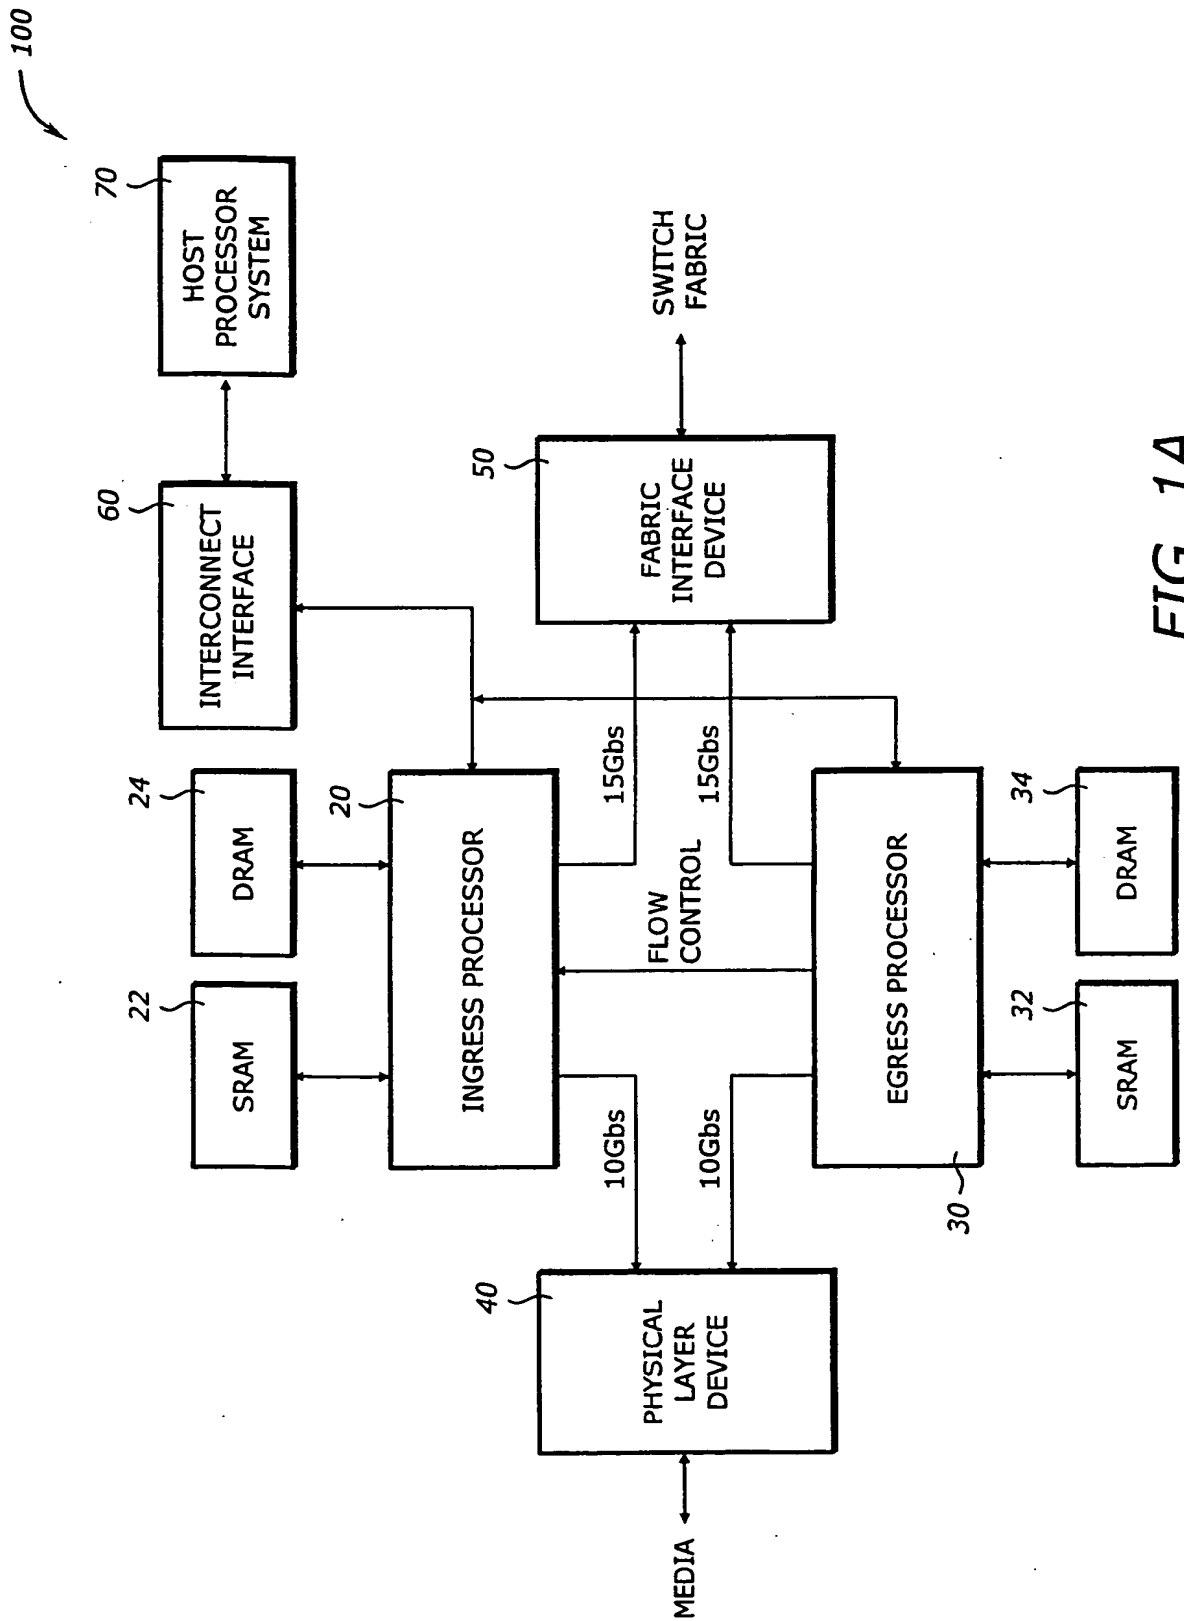 100
70
HOST
PROCESSOR
SYSTEM
60
INTERCONNECT
INTERFACE
24
DRAM
22
SRAM
20
INGRESS PROCESSOR
50
FABRIC
INTERFACE
DEVICE
SWITCH
FABRIC
15Gbs
15Gbs
FLOW
CONTROL
10Gbs
10Gbs
40
PHYSICAL
LAYER
DEVICE
MEDIA
EGRESS PROCESSOR
30
34
DRAM
32
SRAM
FIG. 1A